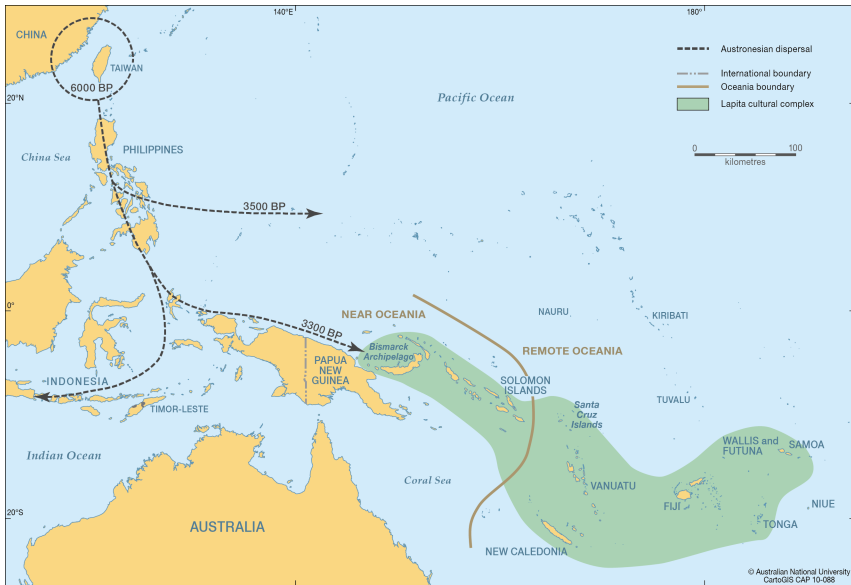 140°E
180°
CHINA
TAIWAN
6000 BP
20°N
Pacific Ocean
Austronesian dispersal
International boundary
Oceania boundary
Lapita cultural complex
0
100
kilometres
China Sea
PHILIPPINES
3500 BP
0°
3300 BP
NEAR OCEANIA
NAURU
KIRIBATI
REMOTE OCEANIA
Bismarck
Archipelago
PAPUA
NEW
GUINEA
INDONESIA
SOLOMON
ISLANDS
TIMOR-LESTE
Santa
Cruz
Islands
TUVALU
Indian Ocean
Coral Sea
WALLIS and
FUTUNA
SAMOA
VANUATU
FIJI
NIUE
20°S
AUSTRALIA
TONGA
NEW CALEDONIA
© Australian National University
CartoGIS CAP 10-088